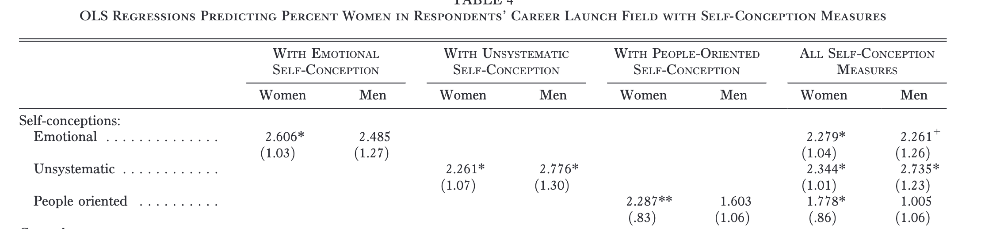 TABLE 4
OLS Regressions Predicting Percent Women in Respondents' Career Launch Field with Self-Conception Measures
With Emotional Self-Conception With Unsystematic Self-Conception With People-Oriented Self-Conception All Self-Conception Measures
Women Men Women Men Women Men Women Men
Self-conceptions:
Emotional . . . . . . . . . . . . . . 2.606* 2.485 2.279* 2.261+
(1.03) (1.27) (1.04) (1.26)
Unsystematic . . . . . . . . . . . . 2.261* 2.776* 2.344* 2.735*
(1.07) (1.30) (1.01) (1.23)
People oriented . . . . . . . . . . 2.287** 1.603 1.778* 1.005
(.83) (1.06) (.86) (1.06)